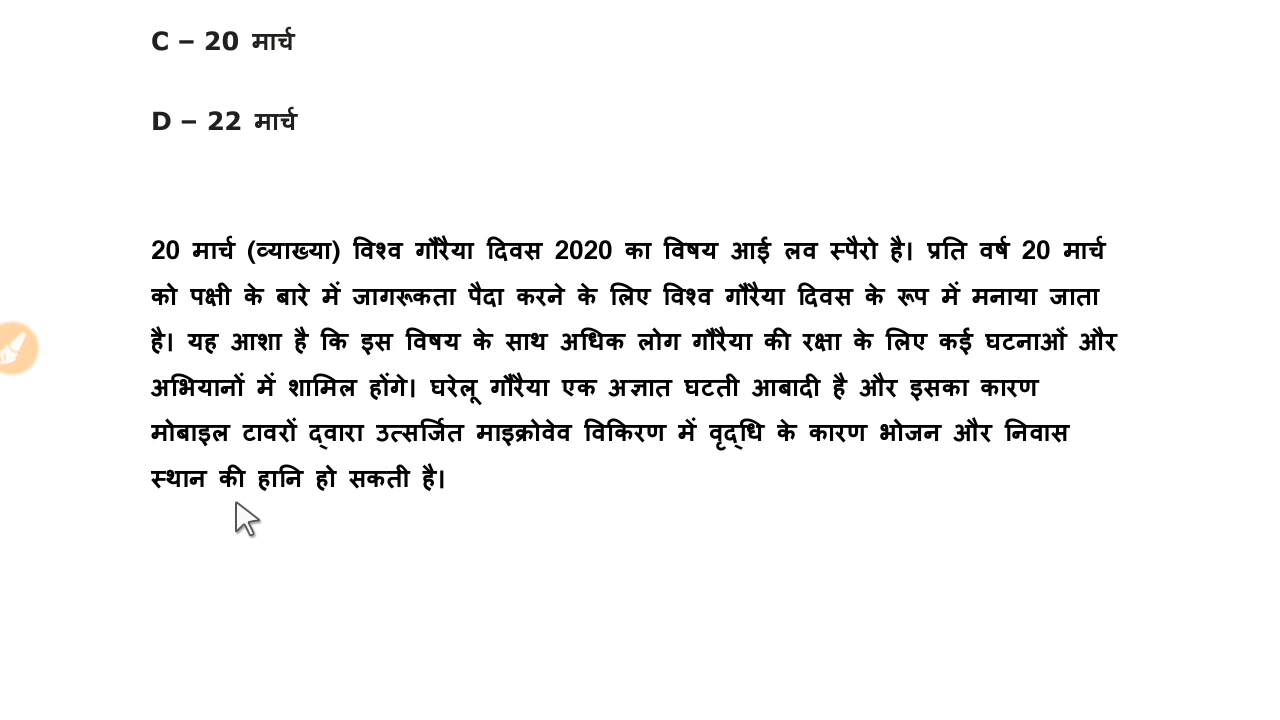 C – 20 मार्च
D – 22 मार्च
20 मार्च (व्याख्या) विश्व गौरैया दिवस 2020 का विषय आई लव स्पैरो है। प्रति वर्ष 20 मार्च
को पक्षी के बारे में जागरूकता पैदा करने के लिए विश्व गौरैया दिवस के रूप में मनाया जाता
है। यह आशा है कि इस विषय के साथ अधिक लोग गौरैया की रक्षा के लिए कई घटनाओं और
अभियानों में शामिल होंगे। घरेलू गौरैया एक अज्ञात घटती आबादी है और इसका कारण
मोबाइल टावरों द्वारा उत्सर्जित माइक्रोवेव विकिरण में वृद्धि के कारण भोजन और निवास
स्थान की हानि हो सकती है।